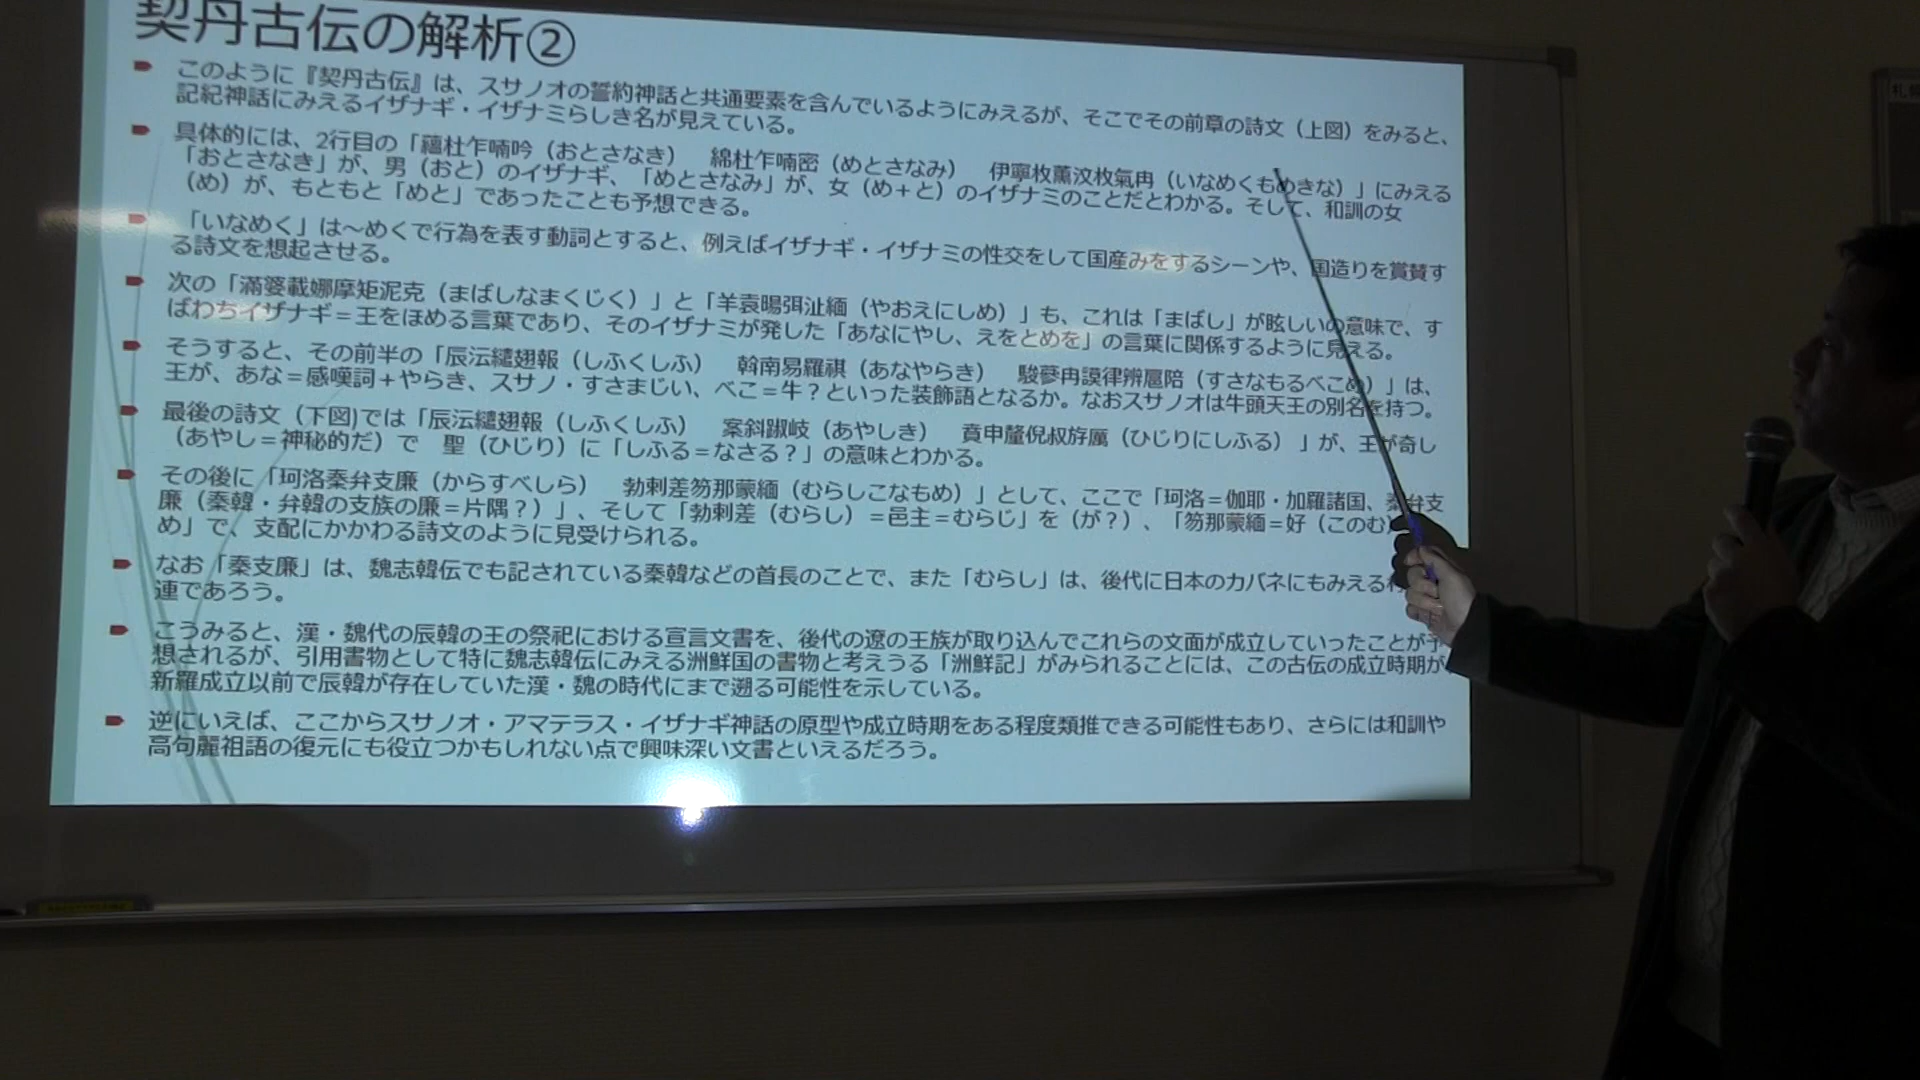 契丹古伝の解析②
このように『契丹古伝』は、スサノオの誓約神話と共通要素を含んでいるようにみえるが、そこでその前章の詩文（上図）をみると、
記紀神話にみえるイザナギ・イザナミらしき名が見えている。
具体的には、2行目の「蘊杜乍喃吟（おとさなき）　綿杜乍喃密（めとさなみ）　伊寧枚薫汶枚氣冉（いなめくもめきな）」にみえる
「おとさなき」が、男（おと）のイザナギ、「めとさなみ」が、女（め＋と）のイザナミのことだとわかる。そして、和訓の女
（め）が、もともと「めと」であったことも予想できる。
「いなめく」は～めくで行為を表す動詞とすると、例えばイザナギ・イザナミの性交をして国産みをするシーンや、国造りを賞賛す
る詩文を想起させる。
次の「滿婆載娜摩矩泥克（まばしなまくじく）」と「羊袁暘弭沚緬（やおえにしめ）」も、これは「まばし」が眩しいの意味で、す
ばわちイザナギ＝王をほめる言葉であり、そのイザナミが発した「あなにやし、えをとめを」の言葉に関係するように見える。
そうすると、その前半の「辰沄繾翅報（しふくしふ）　斡南易羅祺（あなやらき）　駿蓼冉謨律辨扈陪（すさなもるべこめ）」は、
王が、あな＝感嘆詞＋やらき、スサノ・すさまじい、べこ＝牛？といった装飾語となるか。なおスサノオは牛頭天王の別名を持つ。
最後の詩文（下図)では「辰沄繾翅報（しふくしふ）　案斜踧岐（あやしき）　賁申釐倪叔斿厲（ひじりにしふる）」が、王が奇し
（あやし＝神秘的だ）で　聖（ひじり）に「しふる＝なさる？」の意味とわかる。
その後に「珂洛秦弁支廉（からすべしら）　勃剌差笏那蒙緬（むらしこなもめ）」として、ここで「珂洛＝伽耶・加羅諸国、秦弁支
廉（秦韓・弁韓の支族の廉＝片隅？）」、そして「勃剌差（むらし）＝邑主＝むらじ」を（が？）、「笏那蒙緬＝好（このむ）
め」で、支配にかかわる詩文のように見受けられる。
なお「秦支廉」は、魏志韓伝でも記されている秦韓などの首長のことで、また「むらし」は、後代に日本のカバネにもみえる
連であろう。
こうみると、漢・魏代の辰韓の王の祭祀における宣言文書を、後代の遼の王族が取り込んでこれらの文面が成立していったことが予
想されるが、引用書物として特に魏志韓伝にみえる洲鮮国の書物と考えうる「洲鮮記」がみられることには、この古伝の成立時期が、
新羅成立以前で辰韓が存在していた漢・魏の時代にまで遡る可能性を示している。
逆にいえば、ここからスサノオ・アマテラス・イザナギ神話の原型や成立時期をある程度類推できる可能性もあり、さらには和訓や
高句麗祖語の復元にも役立つかもしれない点で興味深い文書といえるだろう。